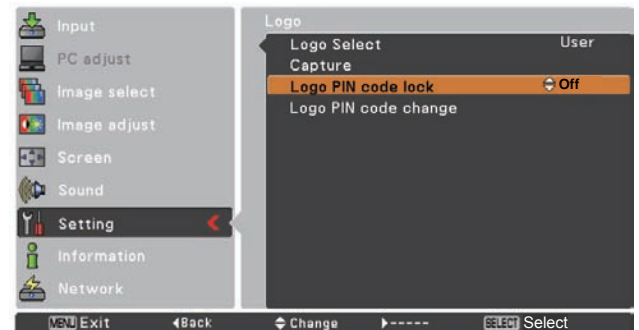 Input
PC adjust
Image select
Image adjust
Screen
Sound
Setting
Information
Network
Logo
Logo Select User
Capture
Logo PIN code lock Off
Logo PIN code change
MENU Exit Back Change ----- SELECT Select